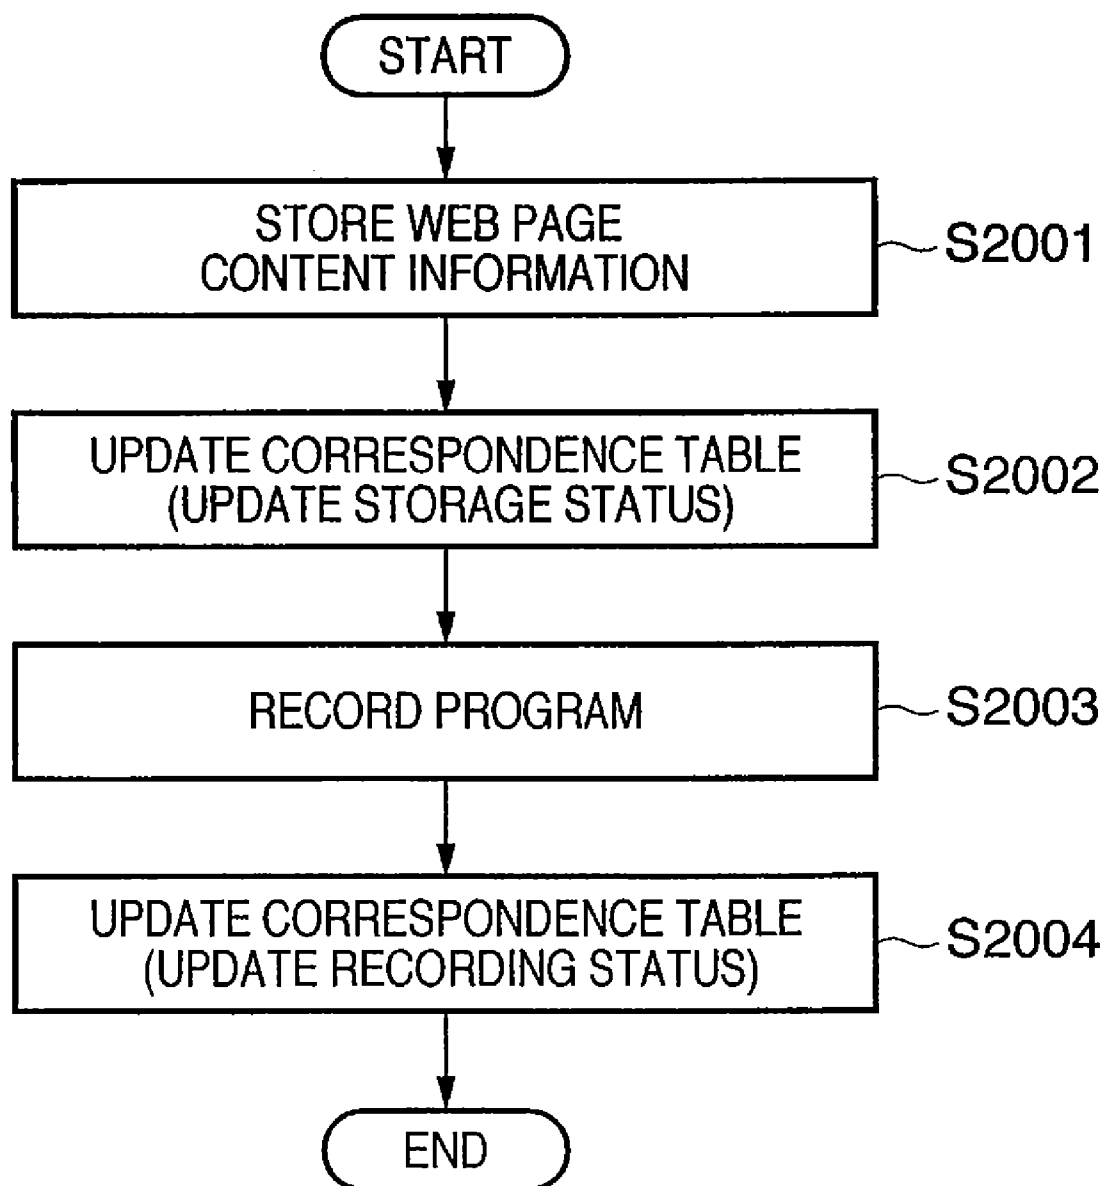 START
STORE WEB PAGE
CONTENT INFORMATION
S2001
UPDATE CORRESPONDENCE TABLE
(UPDATE STORAGE STATUS)
S2002
RECORD PROGRAM
S2003
UPDATE CORRESPONDENCE TABLE
(UPDATE RECORDING STATUS)
S2004
END